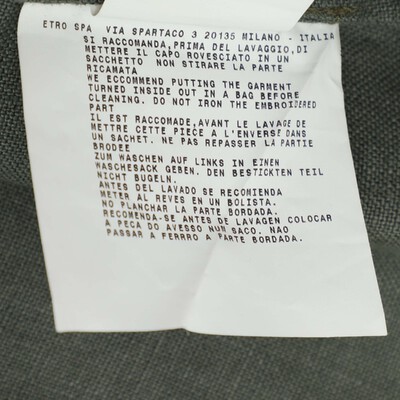 ETRO SPA VIA SPARTACO 3 20135 MILANO - ITALIA
SI RACCOMANDA,PRIMA DEL LAVAGGIO,DI
METTERE IL CAPO ROVESCIATO IN UN
SACCHETTO NON STIRARE LA PARTE
RICAMATA
WE ECCOMMEND PUTTING THE GARMENT
TURNED INSIDE OUT IN A BAG BEFORE
CLEANING. DO NOT IRON THE EMBROIDERED
PART
IL EST RACCOMADE,AVANT LE LAVAGE DE
METTRE CETTE PIECE A L'ENVERSE DANS
UN SACHET. NE PAS REPASSER LA PARTIE
BRODEE
ZUM WASCHEN AUF LINKS IN EINEN
WASCHESACK GEBEN. DEN BESTICKTEN TEIL
NICHT BUGELN.
ANTES DEL LAVADO SE RECOMIENDA
METER AL REVES EN UN BOLISTA.
NO PLANCHAR LA PARTE BORDADA.
RECOMENDA-SE ANTES DE LAVAGEN COLOCAR
A PECA DO AVESSO NUM SACO. NAO
PASSAR A FERRRO A PARTE BORDADA.